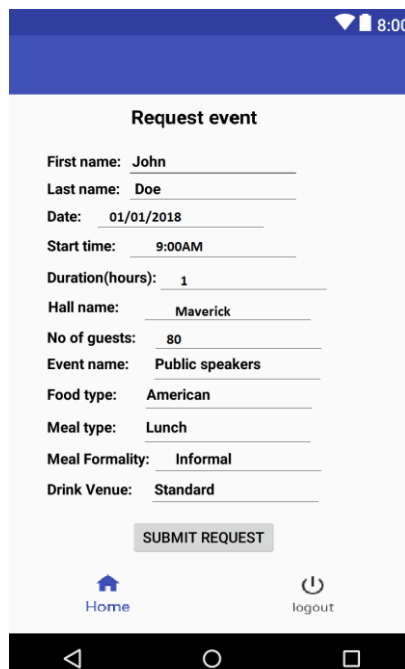 8:00
Request event
First name: John
Last name: Doe
Date: 01/01/2018
Start time: 9:00AM
Duration(hours): 1
Hall name: Maverick
No of guests: 80
Event name: Public speakers
Food type: American
Meal type: Lunch
Meal Formality: Informal
Drink Venue: Standard
SUBMIT REQUEST
Home logout